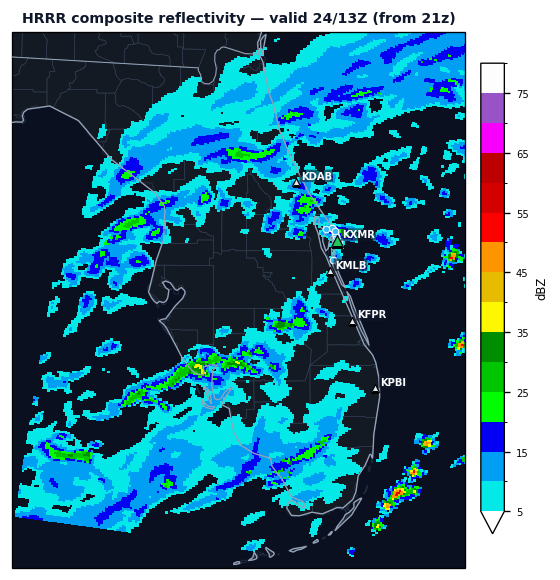 HRRR composite reflectivity — valid 24/13Z (from 21z)
KDAB
KXMR
KMLB
KFPR
KPBI
75
65
55
45
35
25
15
5
dBZ